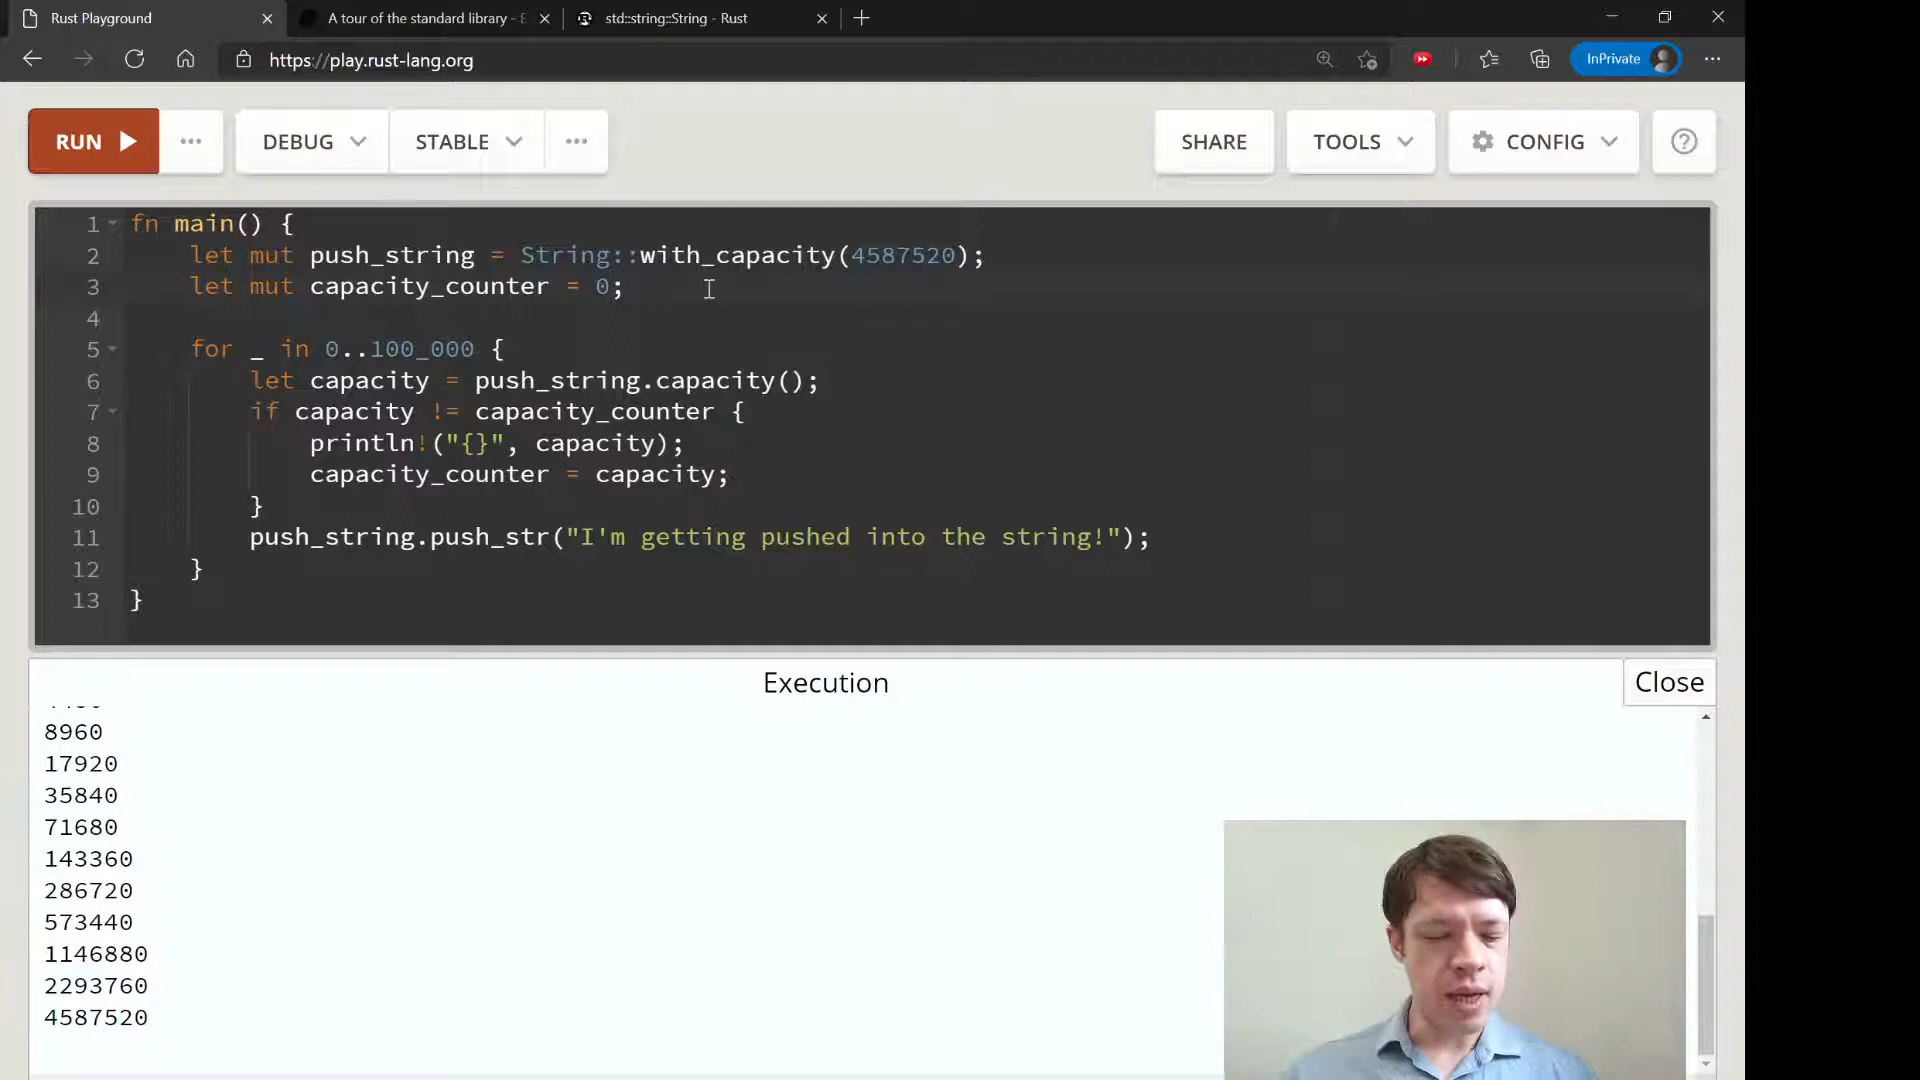 Rust Playground
A tour of the standard library - E
std::string::String - Rust
https://play.rust-lang.org
InPrivate
RUN
DEBUG
STABLE
SHARE
TOOLS
CONFIG
1 fn main() {
2 let mut push_string = String::with_capacity(4587520);
3 let mut capacity_counter = 0;
4
5 for _ in 0..100_000 {
6 let capacity = push_string.capacity();
7 if capacity != capacity_counter {
8 println!("{}", capacity);
9 capacity_counter = capacity;
10 }
11 push_string.push_str("I'm getting pushed into the string!");
12 }
13 }
Execution
Close
8960
17920
35840
71680
143360
286720
573440
1146880
2293760
4587520